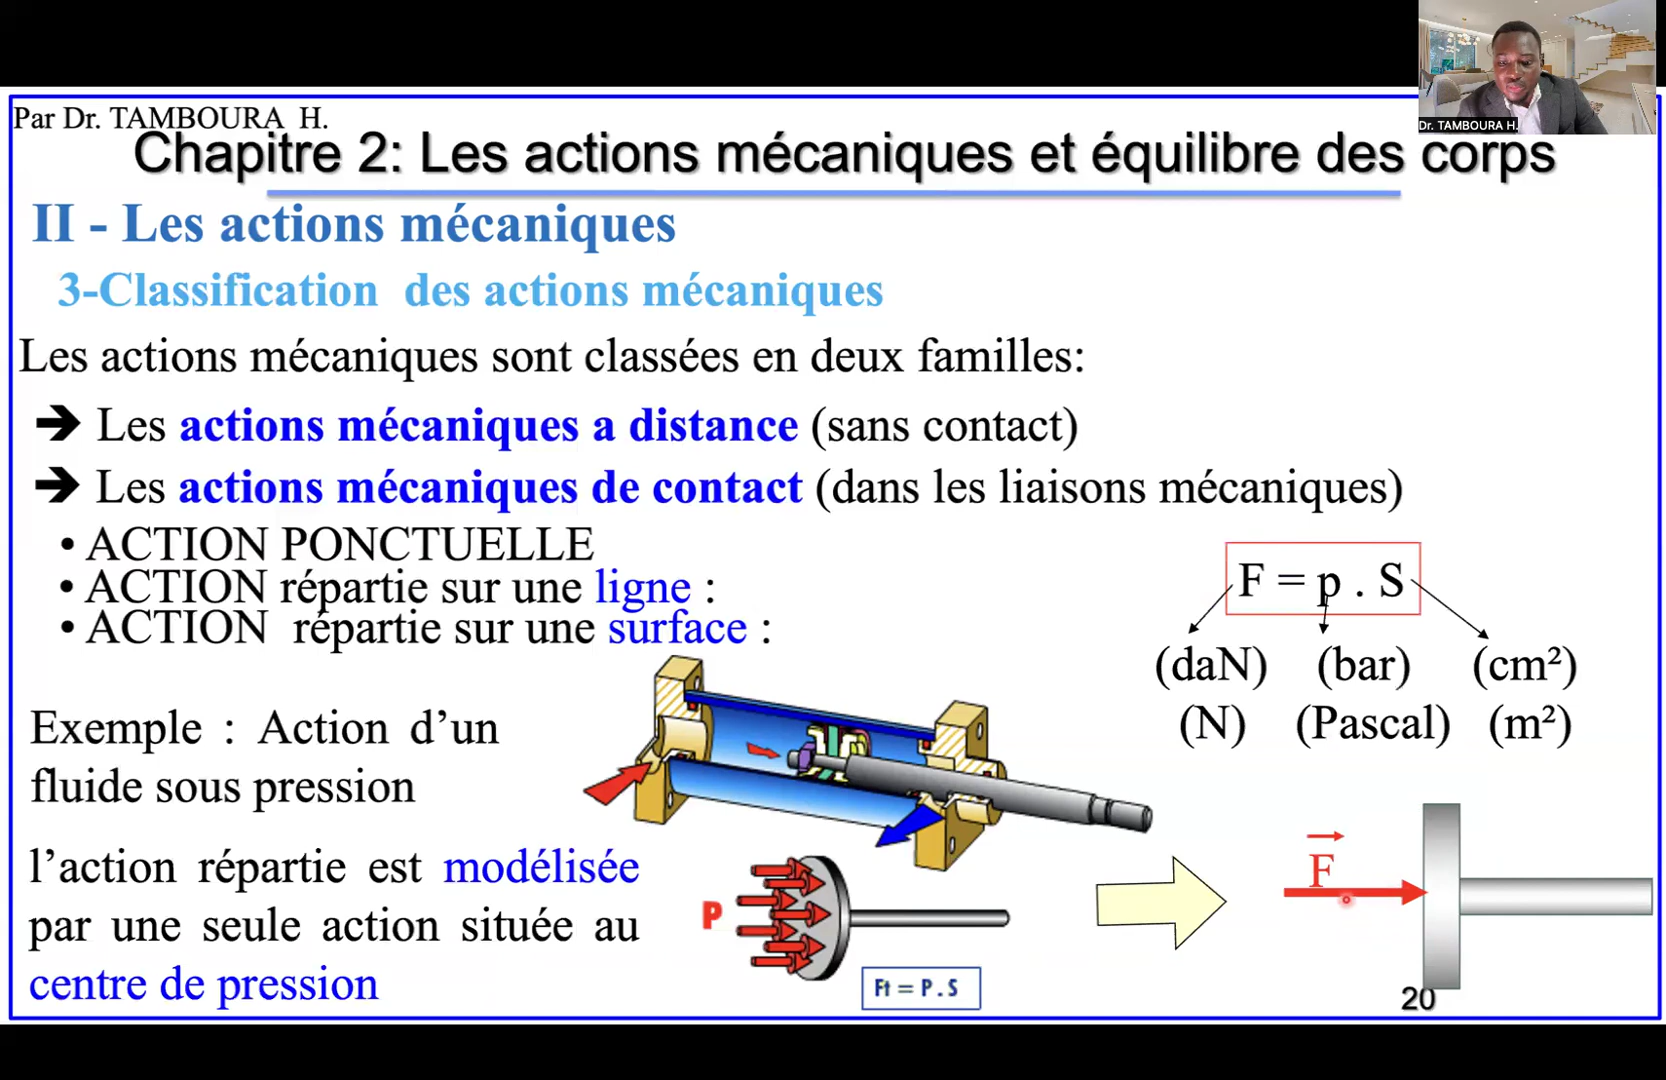 Par Dr. TAMBOURA H.
Dr. TAMBOURA H.
Chapitre 2: Les actions mécaniques et équilibre des corps
II - Les actions mécaniques
3-Classification des actions mécaniques
Les actions mécaniques sont classées en deux familles:
➔ Les actions mécaniques a distance (sans contact)
➔ Les actions mécaniques de contact (dans les liaisons mécaniques)
• ACTION PONCTUELLE
• ACTION répartie sur une ligne :
• ACTION répartie sur une surface :
F = p . S
(daN) (bar) (cm²)
(N) (Pascal) (m²)
Exemple : Action d’un
fluide sous pression
l’action répartie est modélisée
par une seule action située au
centre de pression
P
Ft = P . S
F
20